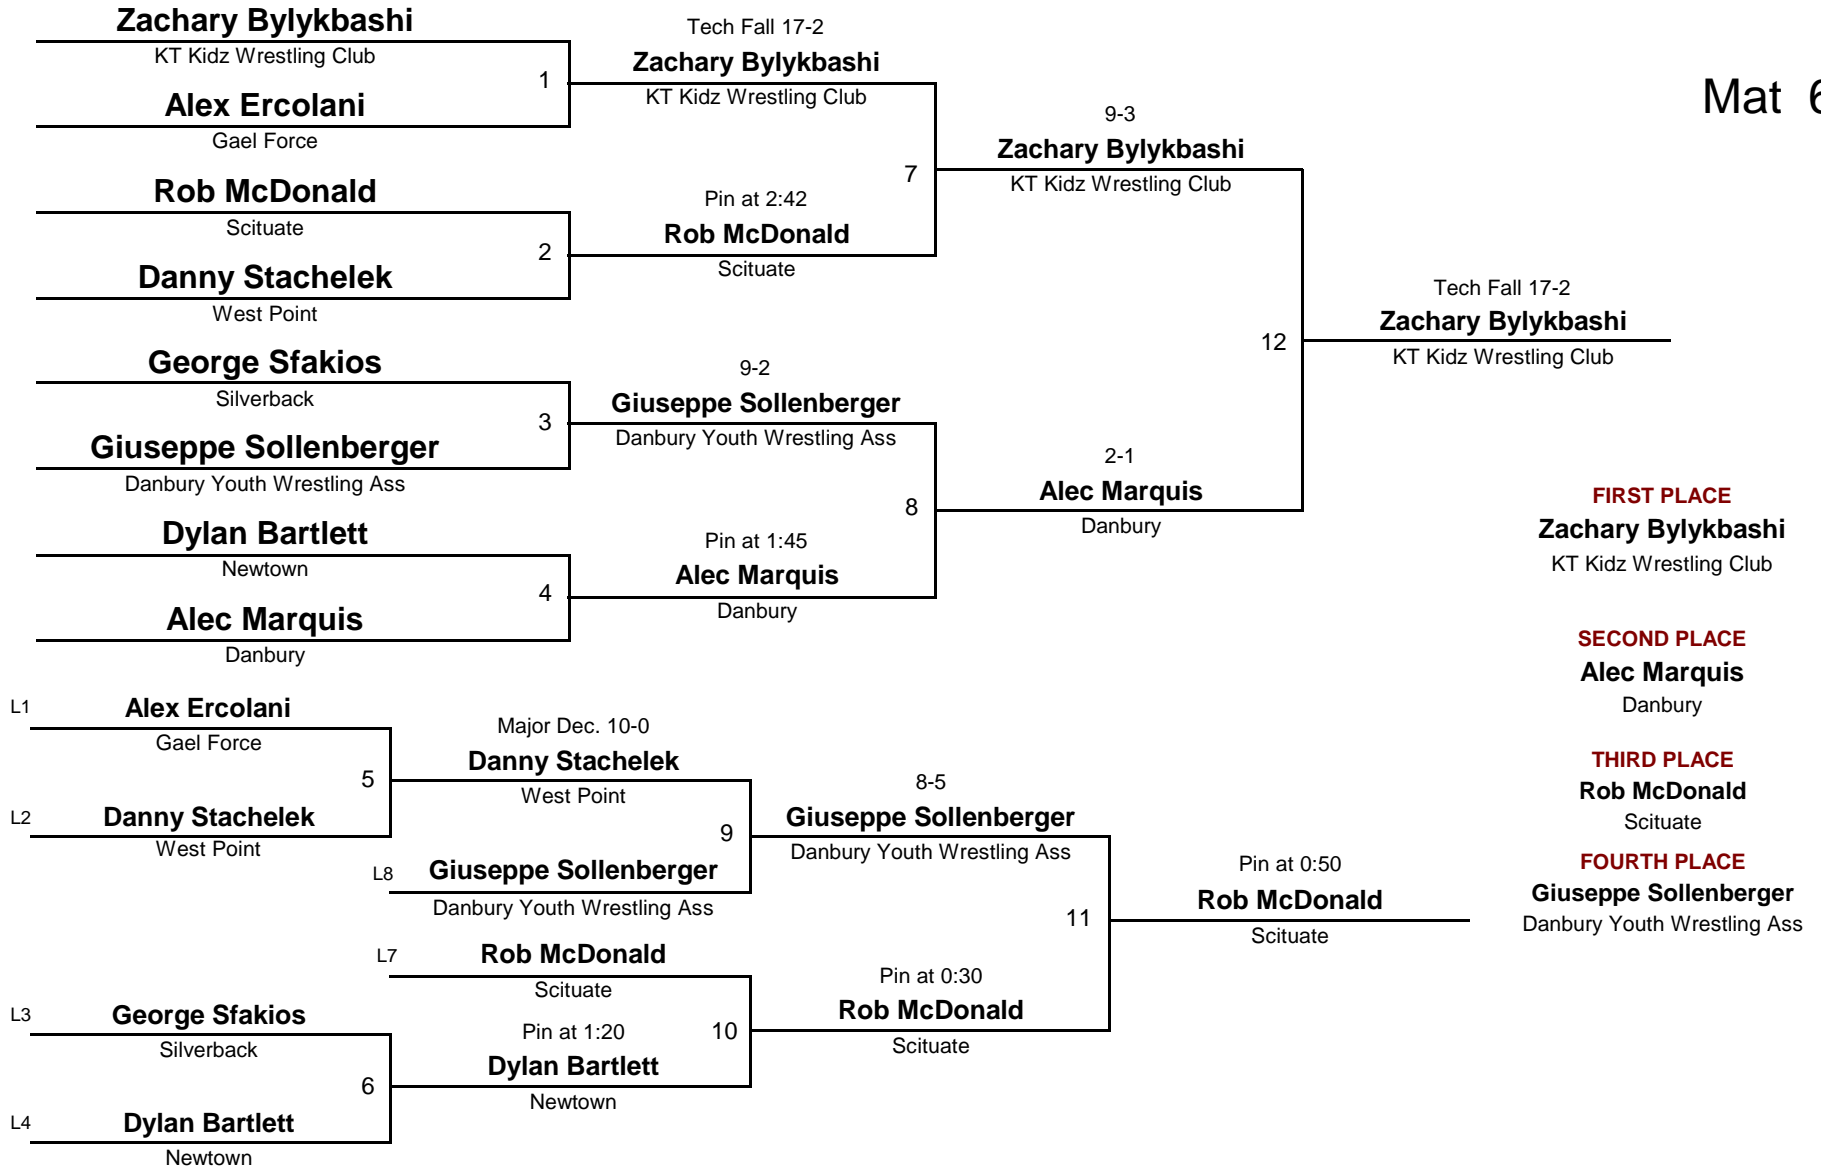 Zachary Bylykbashi
KT Kidz Wrestling Club
1
Alex Ercolani
Gael Force
Rob McDonald
Scituate
2
Danny Stachelek
West Point
George Sfakios
Silverback
3
Giuseppe Sollenberger
Danbury Youth Wrestling Ass
Dylan Bartlett
Newtown
4
Alec Marquis
Danbury
Tech Fall 17-2
Zachary Bylykbashi
KT Kidz Wrestling Club
7
Pin at 2:42
Rob McDonald
Scituate
9-2
Giuseppe Sollenberger
Danbury Youth Wrestling Ass
8
Pin at 1:45
Alec Marquis
Danbury
9-3
Zachary Bylykbashi
KT Kidz Wrestling Club
12
2-1
Alec Marquis
Danbury
Tech Fall 17-2
Zachary Bylykbashi
KT Kidz Wrestling Club
Mat 6
L1
Alex Ercolani
Gael Force
5
L2
Danny Stachelek
West Point
L3
George Sfakios
Silverback
6
L4
Dylan Bartlett
Newtown
Major Dec. 10-0
Danny Stachelek
West Point
9
L8
Giuseppe Sollenberger
Danbury Youth Wrestling Ass
L7
Rob McDonald
Scituate
10
Pin at 1:20
Dylan Bartlett
Newtown
8-5
Giuseppe Sollenberger
Danbury Youth Wrestling Ass
11
Pin at 0:30
Rob McDonald
Scituate
Pin at 0:50
Rob McDonald
Scituate
FIRST PLACE
Zachary Bylykbashi
KT Kidz Wrestling Club
SECOND PLACE
Alec Marquis
Danbury
THIRD PLACE
Rob McDonald
Scituate
FOURTH PLACE
Giuseppe Sollenberger
Danbury Youth Wrestling Ass